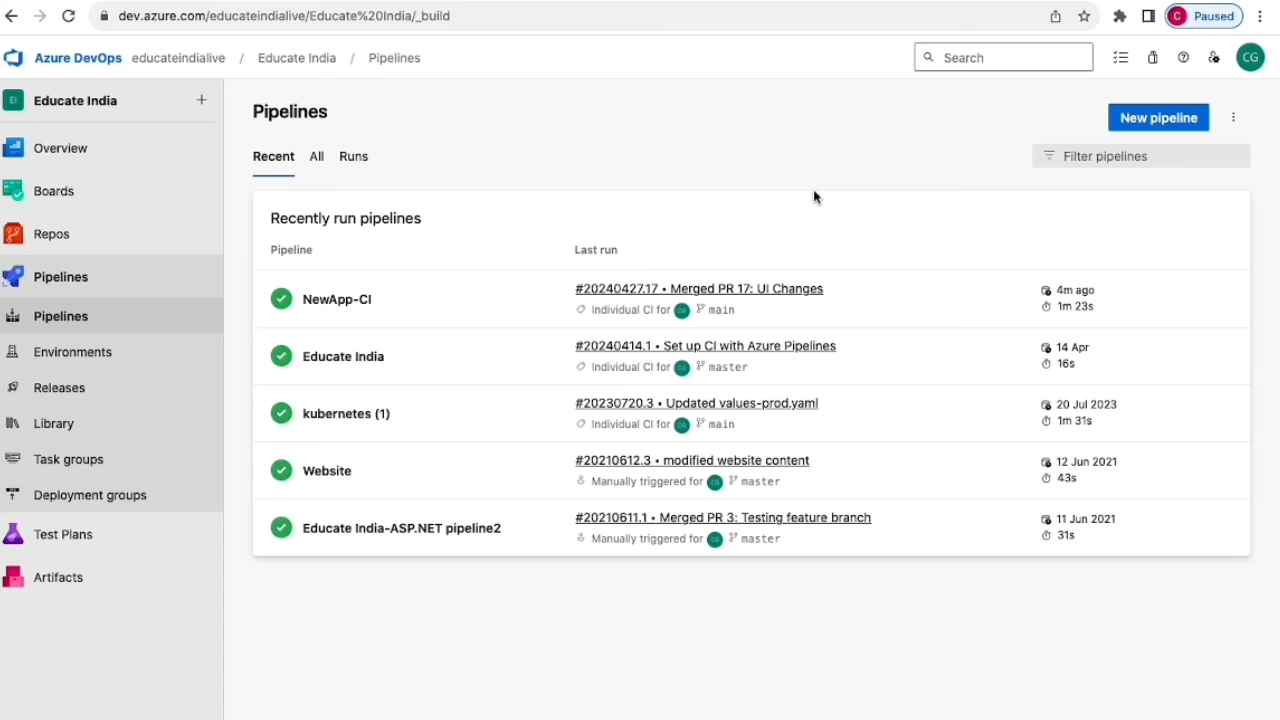 dev.azure.com/educateindialive/Educate%20India/_build
C Paused
Azure DevOps educateindialive / Educate India / Pipelines
Search
CG
EI Educate India +
Overview
Boards
Repos
Pipelines
Pipelines
Environments
Releases
Library
Task groups
Deployment groups
Test Plans
Artifacts
Pipelines
New pipeline
Recent All Runs
Filter pipelines
Recently run pipelines
Pipeline Last run
NewApp-CI
#20240427.17 • Merged PR 17: UI Changes
Individual CI for CG main
4m ago
1m 23s
Educate India
#20240414.1 • Set up CI with Azure Pipelines
Individual CI for CG master
14 Apr
16s
kubernetes (1)
#20230720.3 • Updated values-prod.yaml
Individual CI for CG main
20 Jul 2023
1m 31s
Website
#20210612.3 • modified website content
Manually triggered for CG master
12 Jun 2021
43s
Educate India-ASP.NET pipeline2
#20210611.1 • Merged PR 3: Testing feature branch
Manually triggered for CG master
11 Jun 2021
31s